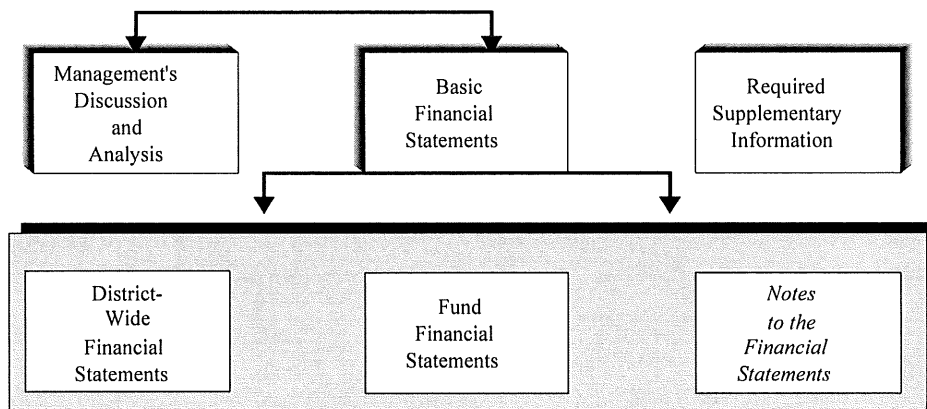 Management's
Discussion
and
Analysis
Basic
Financial
Statements
Required
Supplementary
Information
District-
Wide
Financial
Statements
Fund
Financial
Statements
Notes
to the
Financial
Statements